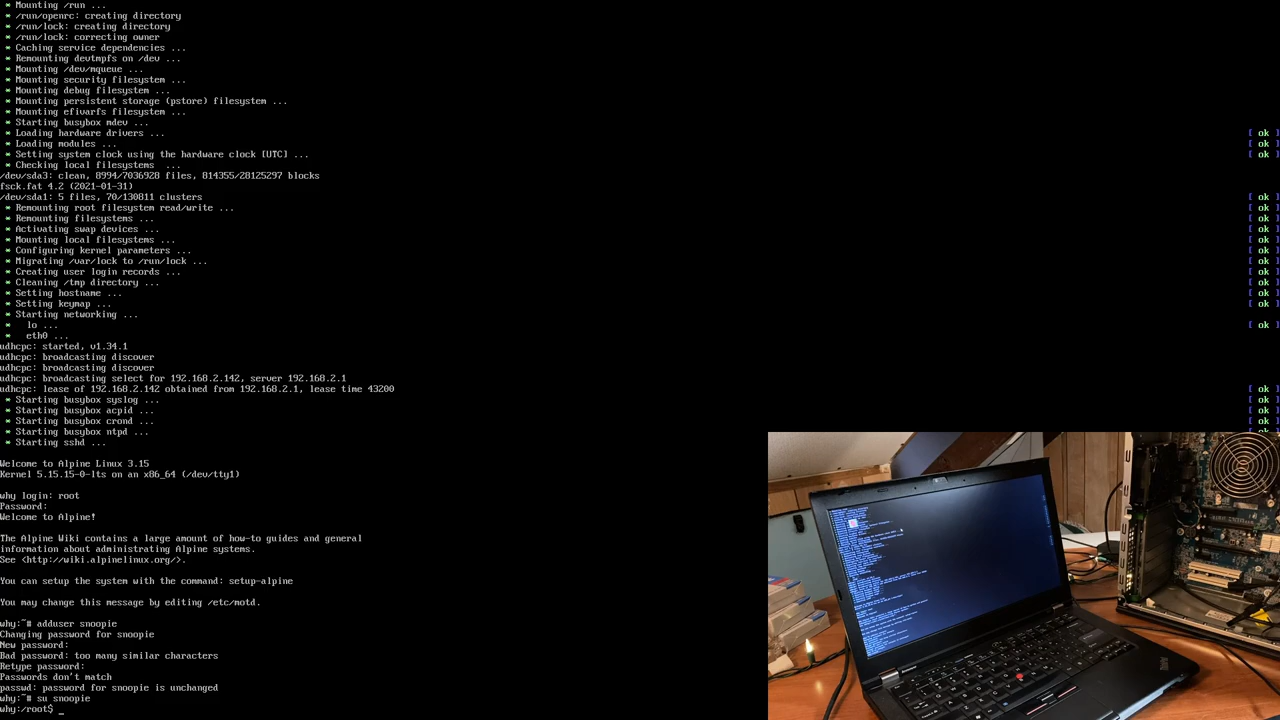 * Mounting /run ...
* /run/openrc: creating directory
* /run/lock: creating directory
* /run/lock: correcting owner
* Caching service dependencies ...
* Remounting devtmpfs on /dev ...
* Mounting /dev/mqueue ...
* Mounting security filesystem ...
* Mounting debug filesystem ...
* Mounting persistent storage (pstore) filesystem ...
* Mounting efivarfs filesystem ...
* Starting busybox mdev ...
* Loading hardware drivers ... [ ok ]
* Loading modules ... [ ok ]
* Setting system clock using the hardware clock [UTC] ... [ ok ]
* Checking local filesystems  ...
/dev/sda3: clean, 8994/7036928 files, 814355/28125297 blocks
fsck.fat 4.2 (2021-01-31)
/dev/sda1: 5 files, 70/130811 clusters [ ok ]
* Remounting root filesystem read/write ... [ ok ]
* Remounting filesystems ... [ ok ]
* Activating swap devices ... [ ok ]
* Mounting local filesystems ... [ ok ]
* Configuring kernel parameters ... [ ok ]
* Migrating /var/lock to /run/lock ... [ ok ]
* Creating user login records ... [ ok ]
* Cleaning /tmp directory ... [ ok ]
* Setting hostname ... [ ok ]
* Setting keymap ... [ ok ]
* Starting networking ...
*   lo ... [ ok ]
*   eth0 ...
udhcpc: started, v1.34.1
udhcpc: broadcasting discover
udhcpc: broadcasting discover
udhcpc: broadcasting select for 192.168.2.142, server 192.168.2.1
udhcpc: lease of 192.168.2.142 obtained from 192.168.2.1, lease time 43200 [ ok ]
* Starting busybox syslog ... [ ok ]
* Starting busybox acpid ... [ ok ]
* Starting busybox crond ... [ ok ]
* Starting busybox ntpd ... [ ok ]
* Starting sshd ...
Welcome to Alpine Linux 3.15
Kernel 5.15.15-0-lts on an x86_64 (/dev/tty1)
why login: root
Password:
Welcome to Alpine!
The Alpine Wiki contains a large amount of how-to guides and general
information about administrating Alpine systems.
See <http://wiki.alpinelinux.org/>.
You can setup the system with the command: setup-alpine
You may change this message by editing /etc/motd.
why:~# adduser snoopie
Changing password for snoopie
New password:
Bad password: too many similar characters
Retype password:
Passwords don't match
passwd: password for snoopie is unchanged
why:~# su snoopie
why:/root$ _